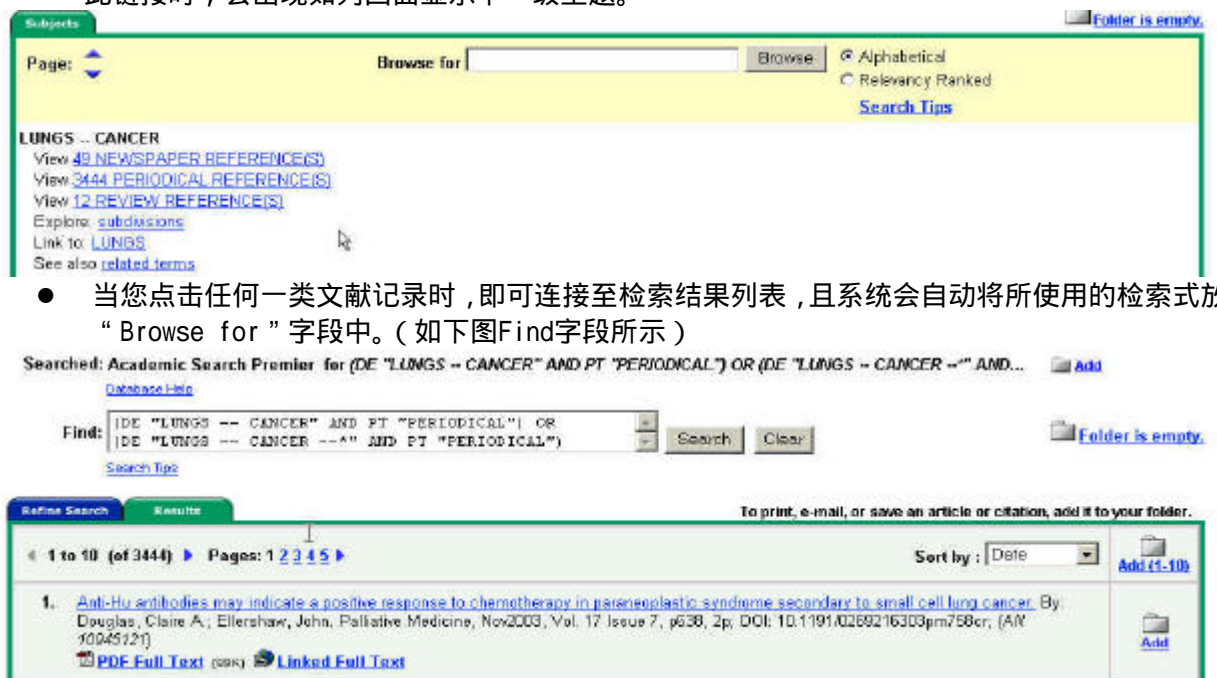 此链接时，会出现如列画面显示下一级主题。
Subjects
Folder is empty.
Page:
Browse for
Browse
Alphabetical
Relevancy Ranked
Search Tips
LUNGS -- CANCER
View 49 NEWSPAPER REFERENCE(S)
View 3444 PERIODICAL REFERENCE(S)
View 12 REVIEW REFERENCE(S)
Explore: subdivisions
Link to: LUNGS
See also related terms
● 当您点击任何一类文献记录时，即可连接至检索结果列表，且系统会自动将所使用的检索式放
“Browse for”字段中。（如下图Find字段所示）
Searched: Academic Search Premier for (DE "LUNGS -- CANCER" AND PT "PERIODICAL") OR (DE "LUNGS -- CANCER --*" AND...
Add
Database Help
Find:
(DE "LUNGS -- CANCER" AND PT "PERIODICAL") OR
(DE "LUNGS -- CANCER --*" AND PT "PERIODICAL")
Search Clear
Folder is empty.
Search Tips
Refine Search Results
To print, e-mail, or save an article or citation, add it to your folder.
1 to 10 (of 3444) Pages: 1 2 3 4 5
Sort by : Date
Add (1-10)
1. Anti-Hu antibodies may indicate a positive response to chemotherapy in paraneoplastic syndrome secondary to small cell lung cancer. By:
Douglas, Claire A.; Ellershaw, John. Palliative Medicine, Nov2003, Vol. 17 Issue 7, p638, 2p; DOI: 10.1191/0269216303pm758cr; (AN
10945121)
Add
PDF Full Text Linked Full Text